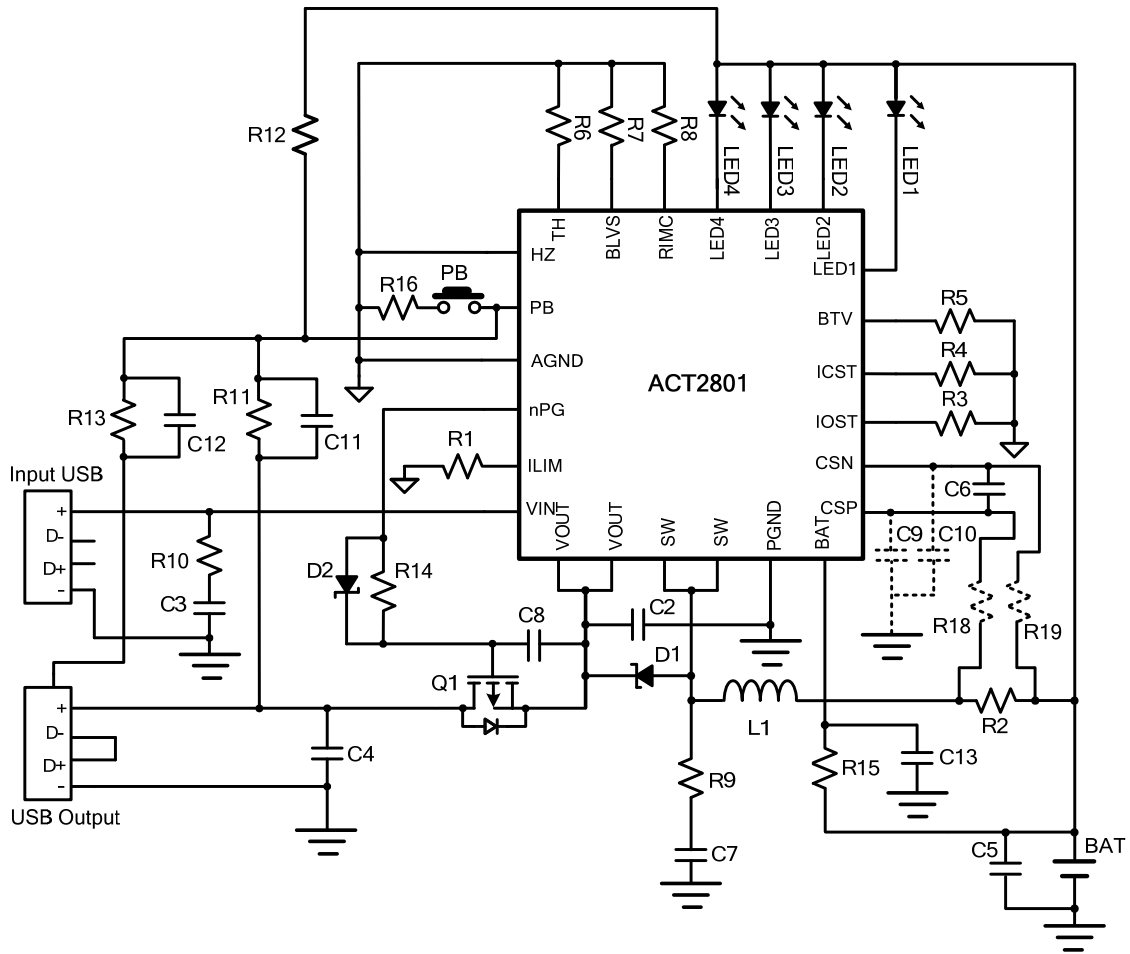 R12
R6
R7
R8
LED4
LED3
LED2
LED1
TH
BLVS
RIMC
LED4
LED3
LED2
LED1
HZ
PB
R16
PB
R5
BTV
AGND
ACT2801
R4
ICST
R13
C12
R11
C11
nPG
R3
IOST
R1
ILIM
CSN
Input USB
C6
+
VIN
CSP
VOUT
VOUT
SW
SW
PGND
BAT
D-
D+
-
R10
C9
C10
D2
R14
C3
C8
C2
R18
R19
D1
Q1
+
D-
D+
-
L1
R2
C4
R9
R15
C13
USB Output
C7
C5
BAT